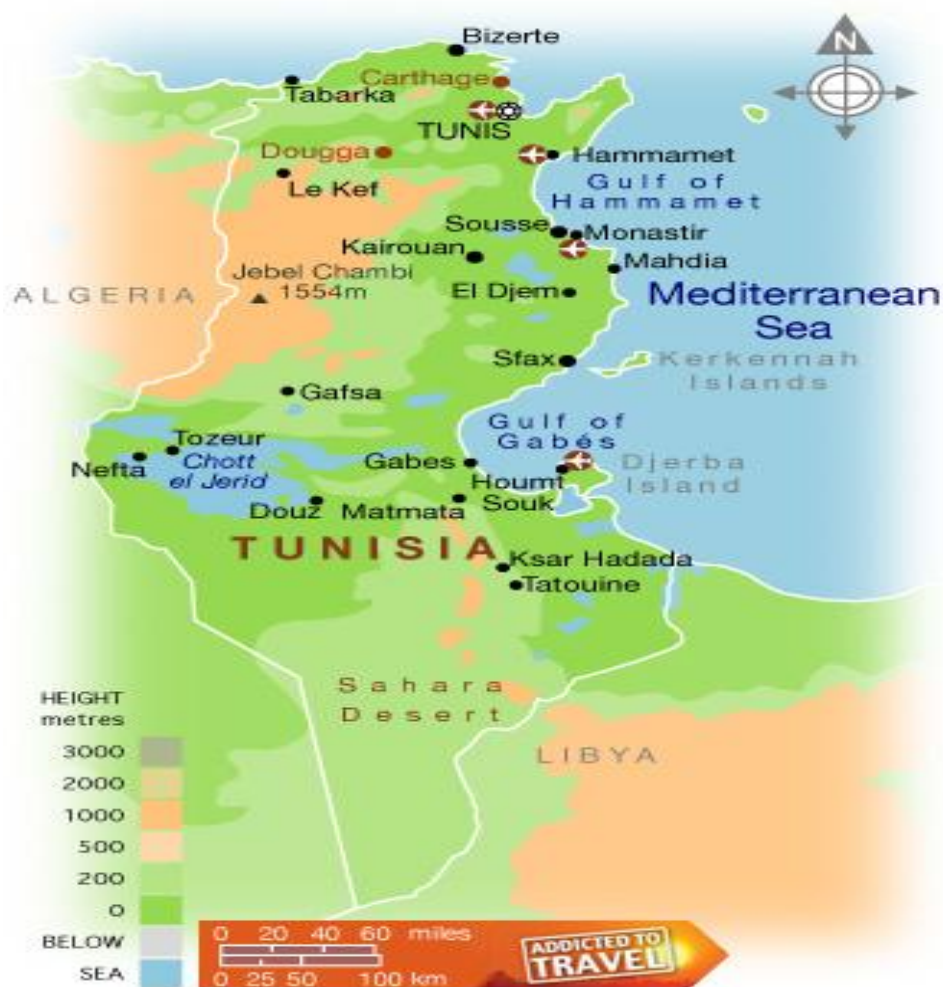 N
Bizerte
Carthage
Tabarka
TUNIS
Dougga
Hammamet
Le Kef
Gulf of
Hammamet
Sousse
Monastir
Kairouan
Mahdia
Jebel Chambi
1554m
ALGERIA
El Djem
Mediterranean
Sea
Sfax
Kerkennah
Islands
Gafsa
Gulf of
Gabés
Tozeur
Nefta
Chott
el Jerid
Gabes
Djerba
Island
Houmt
Souk
Douz
Matmata
TUNISIA
Ksar Hadada
Tatouine
Sahara
Desert
LIBYA
HEIGHT
metres
3000
2000
1000
500
200
0
BELOW
SEA
0 20 40 60 miles
0 25 50 100 km
ADDICTED TO
TRAVEL